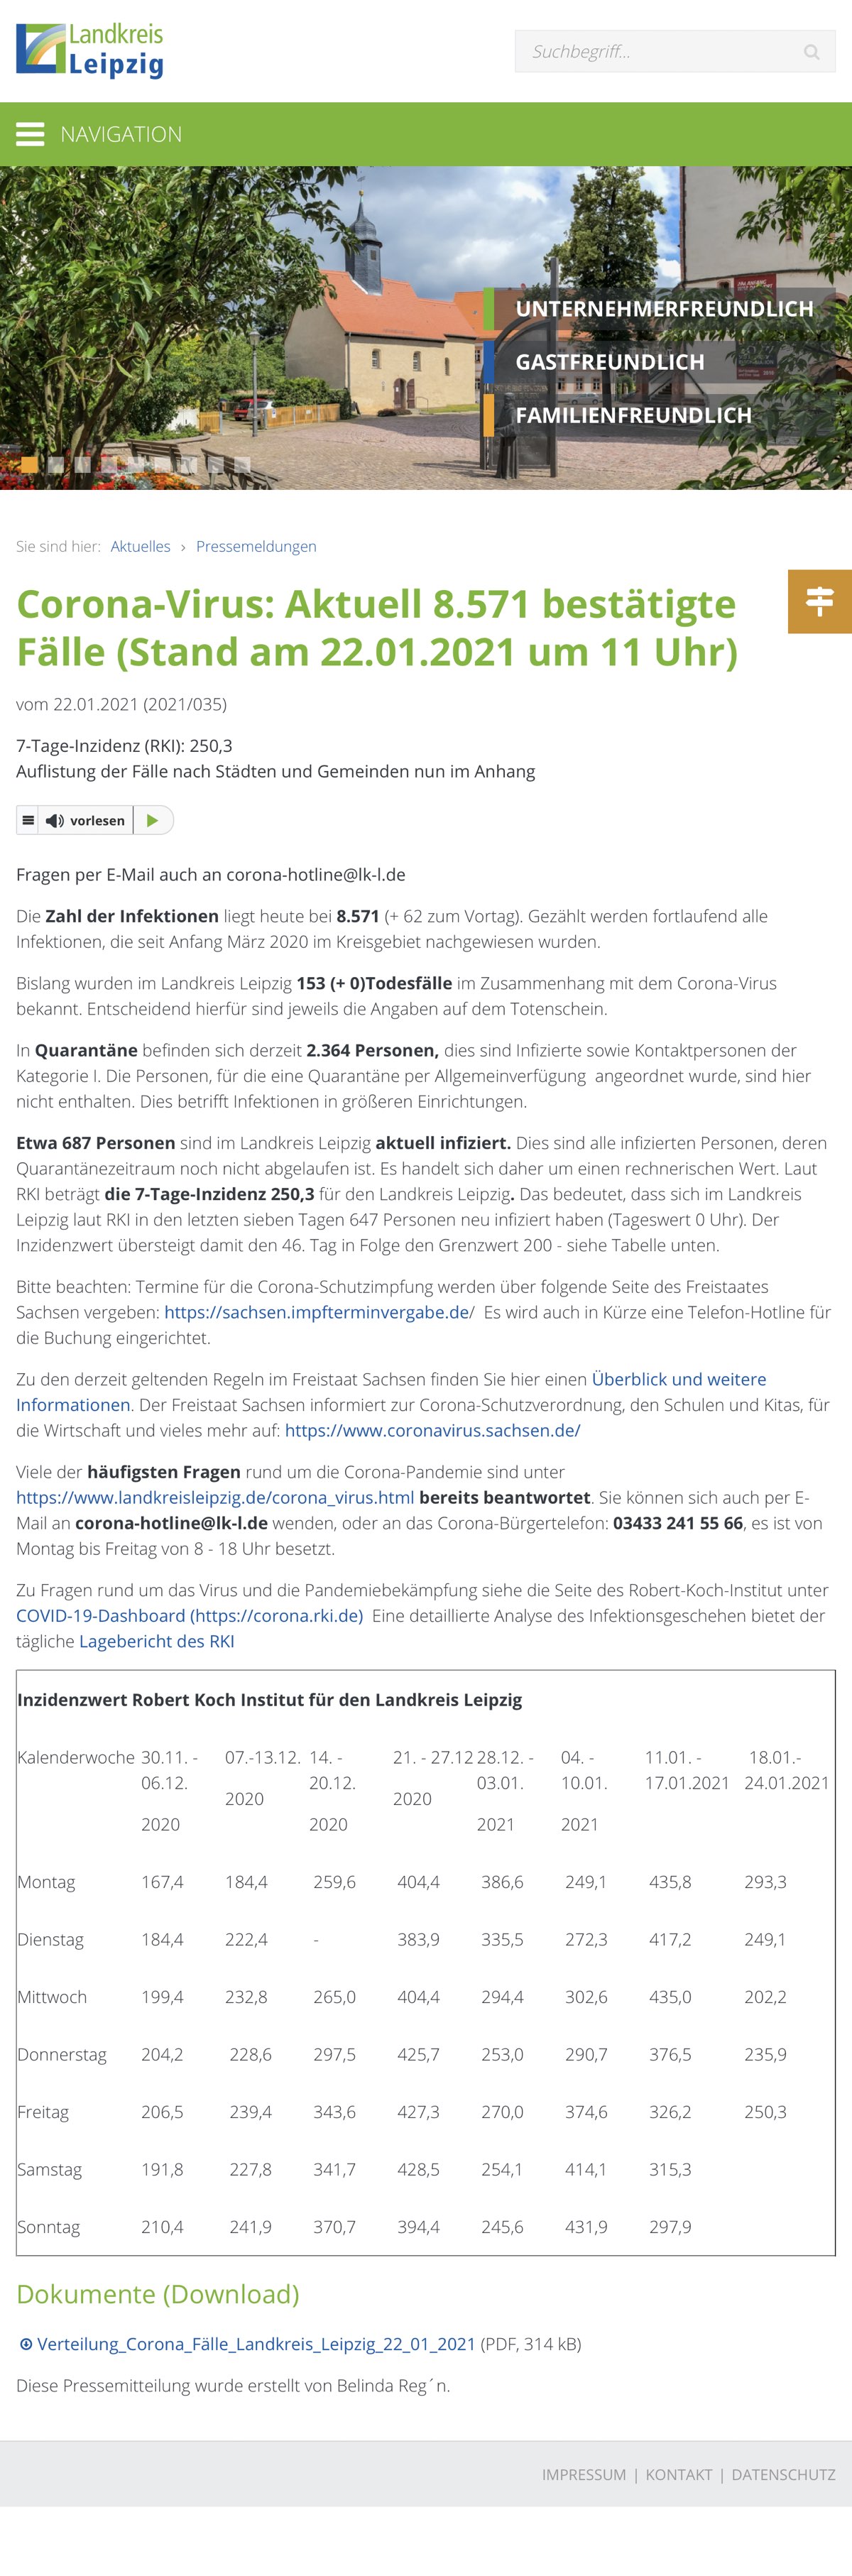 Landkreis
Leipzig
Suchbegriff...
NAVIGATION
UNTERNEHMERFREUNDLICH
GASTFREUNDLICH
FAMILIENFREUNDLICH
Sie sind hier: Aktuelles › Pressemeldungen
Corona-Virus: Aktuell 8.571 bestätigte
Fälle (Stand am 22.01.2021 um 11 Uhr)
vom 22.01.2021 (2021/035)
7-Tage-Inzidenz (RKI): 250,3
Auflistung der Fälle nach Städten und Gemeinden nun im Anhang
vorlesen
Fragen per E-Mail auch an corona-hotline@lk-l.de
Die Zahl der Infektionen liegt heute bei 8.571 (+ 62 zum Vortag). Gezählt werden fortlaufend alle
Infektionen, die seit Anfang März 2020 im Kreisgebiet nachgewiesen wurden.
Bislang wurden im Landkreis Leipzig 153 (+ 0)Todesfälle im Zusammenhang mit dem Corona-Virus
bekannt. Entscheidend hierfür sind jeweils die Angaben auf dem Totenschein.
In Quarantäne befinden sich derzeit 2.364 Personen, dies sind Infizierte sowie Kontaktpersonen der
Kategorie I. Die Personen, für die eine Quarantäne per Allgemeinverfügung angeordnet wurde, sind hier
nicht enthalten. Dies betrifft Infektionen in größeren Einrichtungen.
Etwa 687 Personen sind im Landkreis Leipzig aktuell infiziert. Dies sind alle infizierten Personen, deren
Quarantänezeitraum noch nicht abgelaufen ist. Es handelt sich daher um einen rechnerischen Wert. Laut
RKI beträgt die 7-Tage-Inzidenz 250,3 für den Landkreis Leipzig. Das bedeutet, dass sich im Landkreis
Leipzig laut RKI in den letzten sieben Tagen 647 Personen neu infiziert haben (Tageswert 0 Uhr). Der
Inzidenzwert übersteigt damit den 46. Tag in Folge den Grenzwert 200 - siehe Tabelle unten.
Bitte beachten: Termine für die Corona-Schutzimpfung werden über folgende Seite des Freistaates
Sachsen vergeben: https://sachsen.impfterminvergabe.de/ Es wird auch in Kürze eine Telefon-Hotline für
die Buchung eingerichtet.
Zu den derzeit geltenden Regeln im Freistaat Sachsen finden Sie hier einen Überblick und weitere
Informationen. Der Freistaat Sachsen informiert zur Corona-Schutzverordnung, den Schulen und Kitas, für
die Wirtschaft und vieles mehr auf: https://www.coronavirus.sachsen.de/
Viele der häufigsten Fragen rund um die Corona-Pandemie sind unter
https://www.landkreisleipzig.de/corona_virus.html bereits beantwortet. Sie können sich auch per E-
Mail an corona-hotline@lk-l.de wenden, oder an das Corona-Bürgertelefon: 03433 241 55 66, es ist von
Montag bis Freitag von 8 - 18 Uhr besetzt.
Zu Fragen rund um das Virus und die Pandemiebekämpfung siehe die Seite des Robert-Koch-Institut unter
COVID-19-Dashboard (https://corona.rki.de) Eine detaillierte Analyse des Infektionsgeschehen bietet der
tägliche Lagebericht des RKI
Inzidenzwert Robert Koch Institut für den Landkreis Leipzig
Kalenderwoche 30.11. - 07.-13.12. 14. - 21. - 27.12 28.12. - 04. - 11.01. - 18.01.-
06.12. 20.12. 03.01. 10.01. 17.01.2021 24.01.2021
2020 2020
2020 2020 2021 2021
Montag 167,4 184,4 259,6 404,4 386,6 249,1 435,8 293,3
Dienstag 184,4 222,4 - 383,9 335,5 272,3 417,2 249,1
Mittwoch 199,4 232,8 265,0 404,4 294,4 302,6 435,0 202,2
Donnerstag 204,2 228,6 297,5 425,7 253,0 290,7 376,5 235,9
Freitag 206,5 239,4 343,6 427,3 270,0 374,6 326,2 250,3
Samstag 191,8 227,8 341,7 428,5 254,1 414,1 315,3
Sonntag 210,4 241,9 370,7 394,4 245,6 431,9 297,9
Dokumente (Download)
Verteilung_Corona_Fälle_Landkreis_Leipzig_22_01_2021 (PDF, 314 kB)
Diese Pressemitteilung wurde erstellt von Belinda Reg´n.
IMPRESSUM | KONTAKT | DATENSCHUTZ